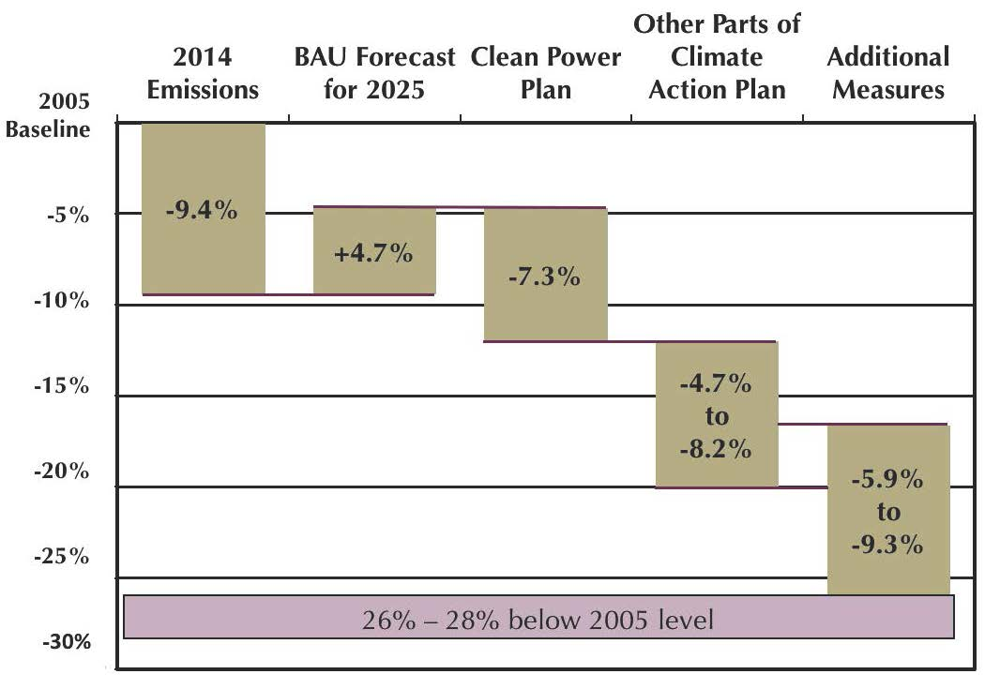 2014
Emissions
BAU Forecast
for 2025
Clean Power
Plan
Other Parts of
Climate
Action Plan
Additional
Measures
2005
Baseline
-5%
-10%
-15%
-20%
-25%
-30%
-9.4%
+4.7%
-7.3%
-4.7%
to
-8.2%
-5.9%
to
-9.3%
26% – 28% below 2005 level